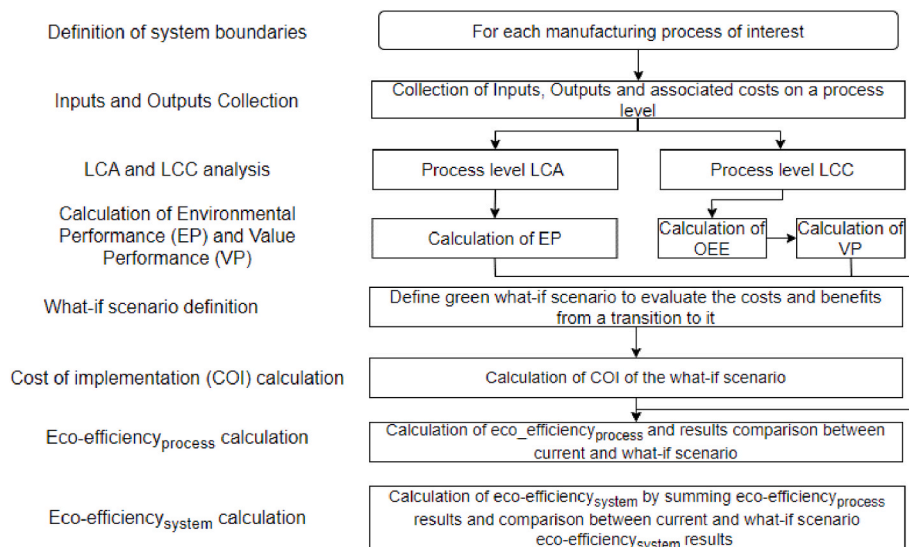 Definition of system boundaries
For each manufacturing process of interest
Inputs and Outputs Collection
Collection of Inputs, Outputs and associated costs on a process
level
LCA and LCC analysis
Process level LCA
Process level LCC
Calculation of Environmental
Performance (EP) and Value
Performance (VP)
Calculation of EP
Calculation of
OEE
Calculation of
VP
What-if scenario definition
Define green what-if scenario to evaluate the costs and benefits
from a transition to it
Cost of implementation (COI) calculation
Calculation of COI of the what-if scenario
Eco-efficiencyprocess calculation
Calculation of eco_efficiencyprocess and results comparison between
current and what-if scenario
Eco-efficiencysystem calculation
Calculation of eco-efficiencysystem by summing eco-efficiencyprocess
results and comparison between current and what-if scenario
eco-efficiencysystem results